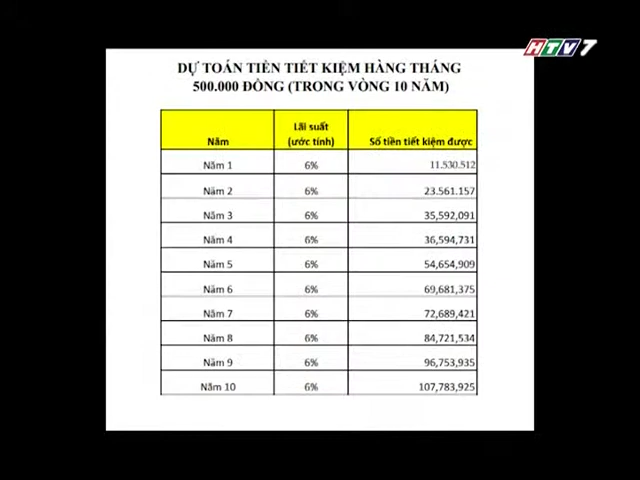 HTV7
DỰ TOÁN TIỀN TIẾT KIỆM HÀNG THÁNG
500.000 ĐỒNG (TRONG VÒNG 10 NĂM)
Năm Lãi suất (ước tính) Số tiền tiết kiệm được
Năm 1 6% 11.530.512
Năm 2 6% 23.561.157
Năm 3 6% 35,592,091
Năm 4 6% 36,594,731
Năm 5 6% 54,654,909
Năm 6 6% 69,681,375
Năm 7 6% 72,689,421
Năm 8 6% 84,721,534
Năm 9 6% 96,753,935
Năm 10 6% 107,783,925